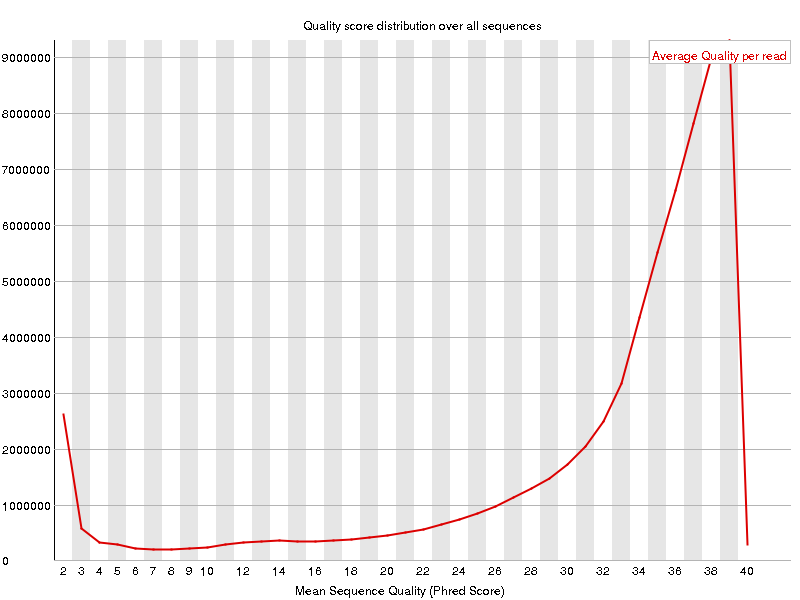 Quality score distribution over all sequences
Average Quality per read
9000000
8000000
7000000
6000000
5000000
4000000
3000000
2000000
1000000
0
2 3 4 5 6 7 8 9 10 12 14 16 18 20 22 24 26 28 30 32 34 36 38 40
Mean Sequence Quality (Phred Score)